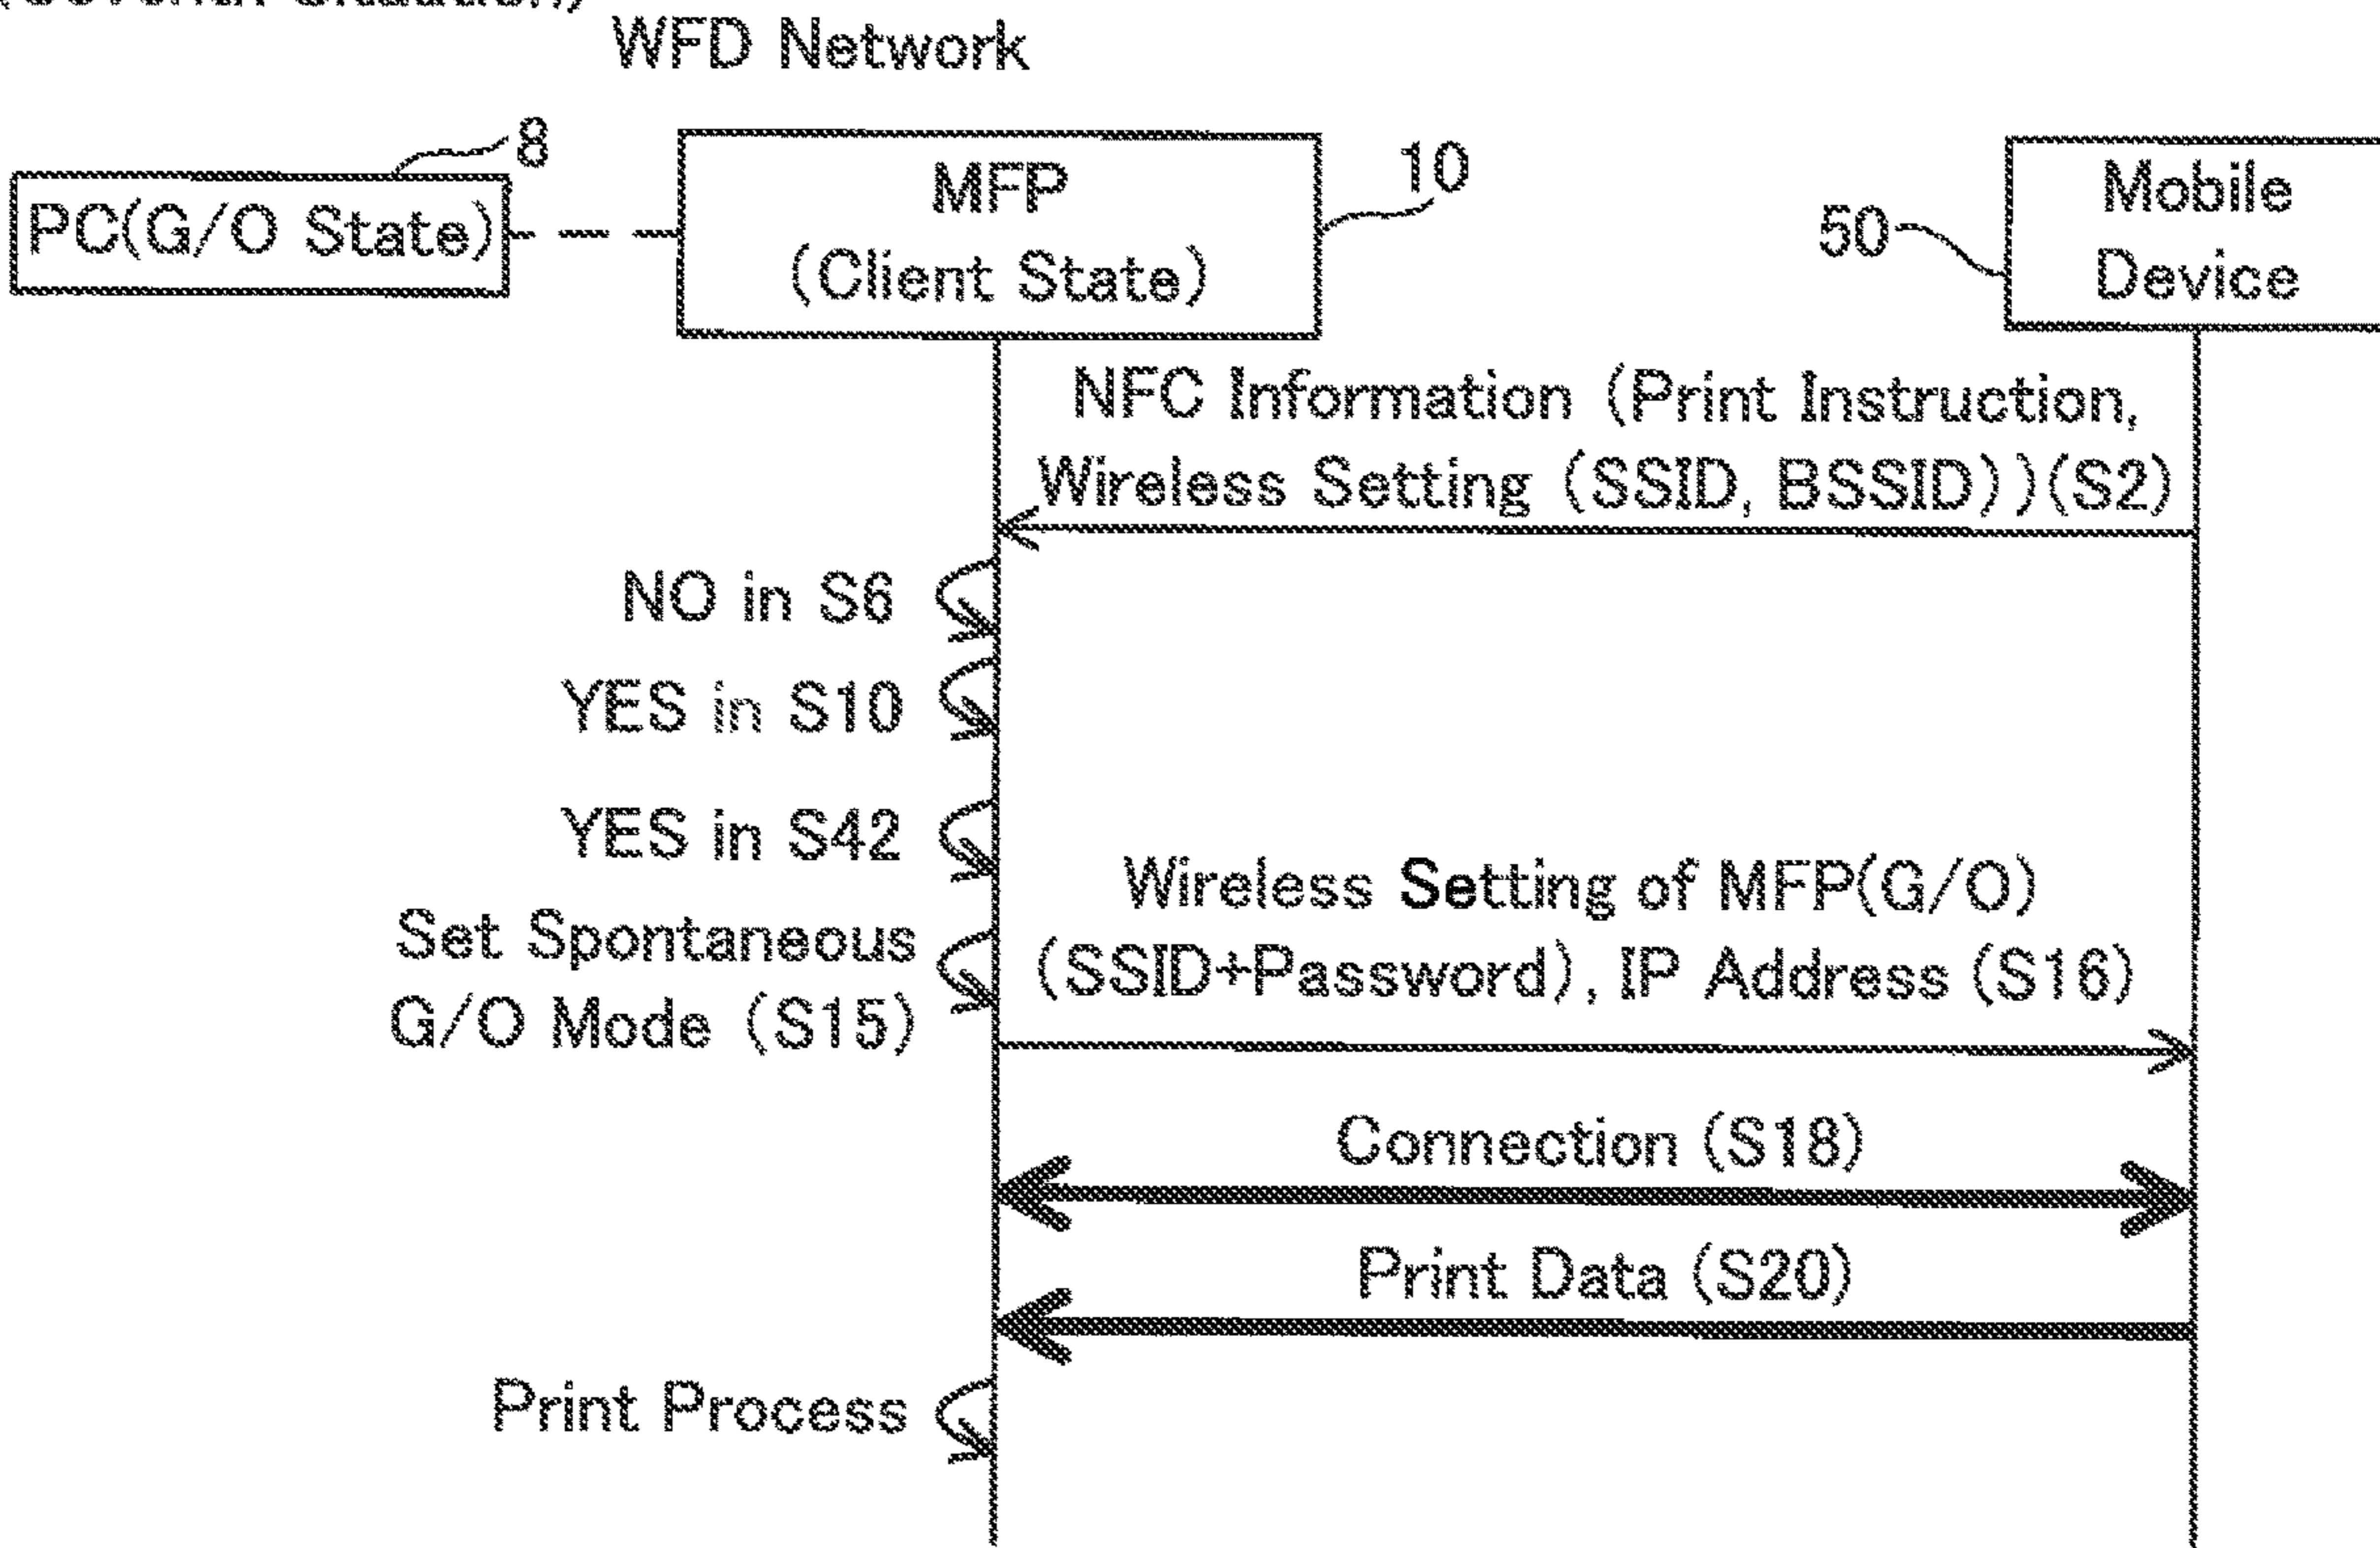 WFD Network
8
PC(G/O State)
MFP
(Client State)
10
50
Mobile
Device
NFC Information (Print Instruction,
Wireless Setting (SSID, BSSID))(S2)
NO in S6
YES in S10
YES in S42
Set Spontaneous
G/O Mode (S15)
Wireless Setting of MFP(G/O)
(SSID+Password), IP Address (S16)
Connection (S18)
Print Data (S20)
Print Process